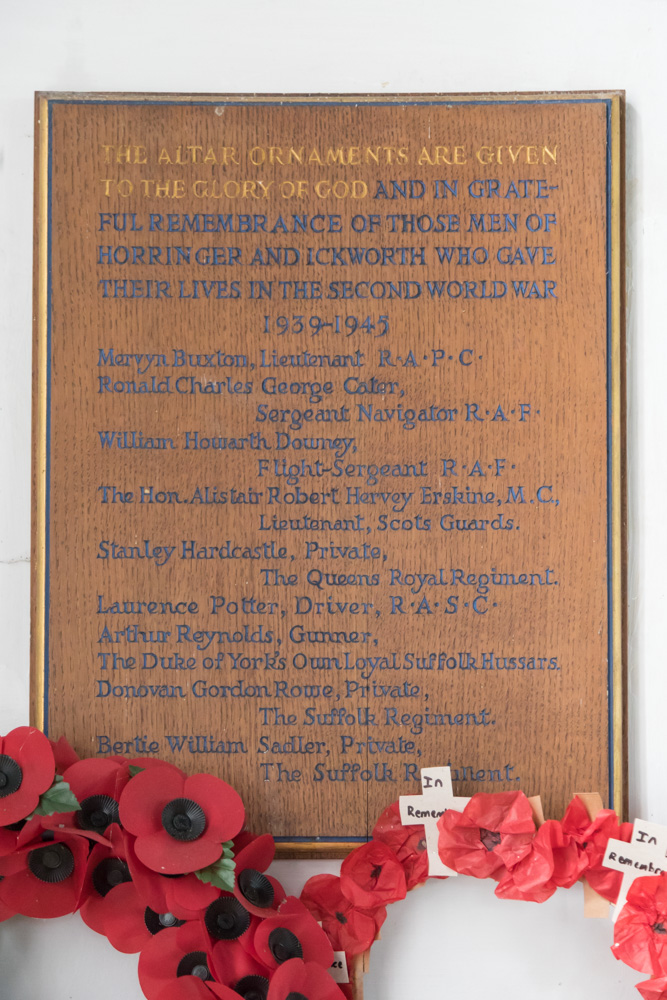 THE ALTAR ORNAMENTS ARE GIVEN
TO THE GLORY OF GOD AND IN GRATE-
FUL REMEMBRANCE OF THOSE MEN OF
HORRINGER AND ICKWORTH WHO GAVE
THEIR LIVES IN THE SECOND WORLD WAR
1939-1945
Mervyn Buxton, Lieutenant R·A·P·C·
Ronald Charles George Cater,
Sergeant Navigator R·A·F·
William Howarth Downey,
Flight-Sergeant R·A·F·
The Hon. Alistair Robert Hervey Erskine, M.C.,
Lieutenant, Scots Guards.
Stanley Hardcastle, Private,
The Queens Royal Regiment.
Laurence Potter, Driver, R·A·S·C·
Arthur Reynolds, Gunner,
The Duke of York's Own Loyal Suffolk Hussars.
Donovan Gordon Rowe, Private,
The Suffolk Regiment.
Bertie William Sadler, Private,
The Suffolk
In
In